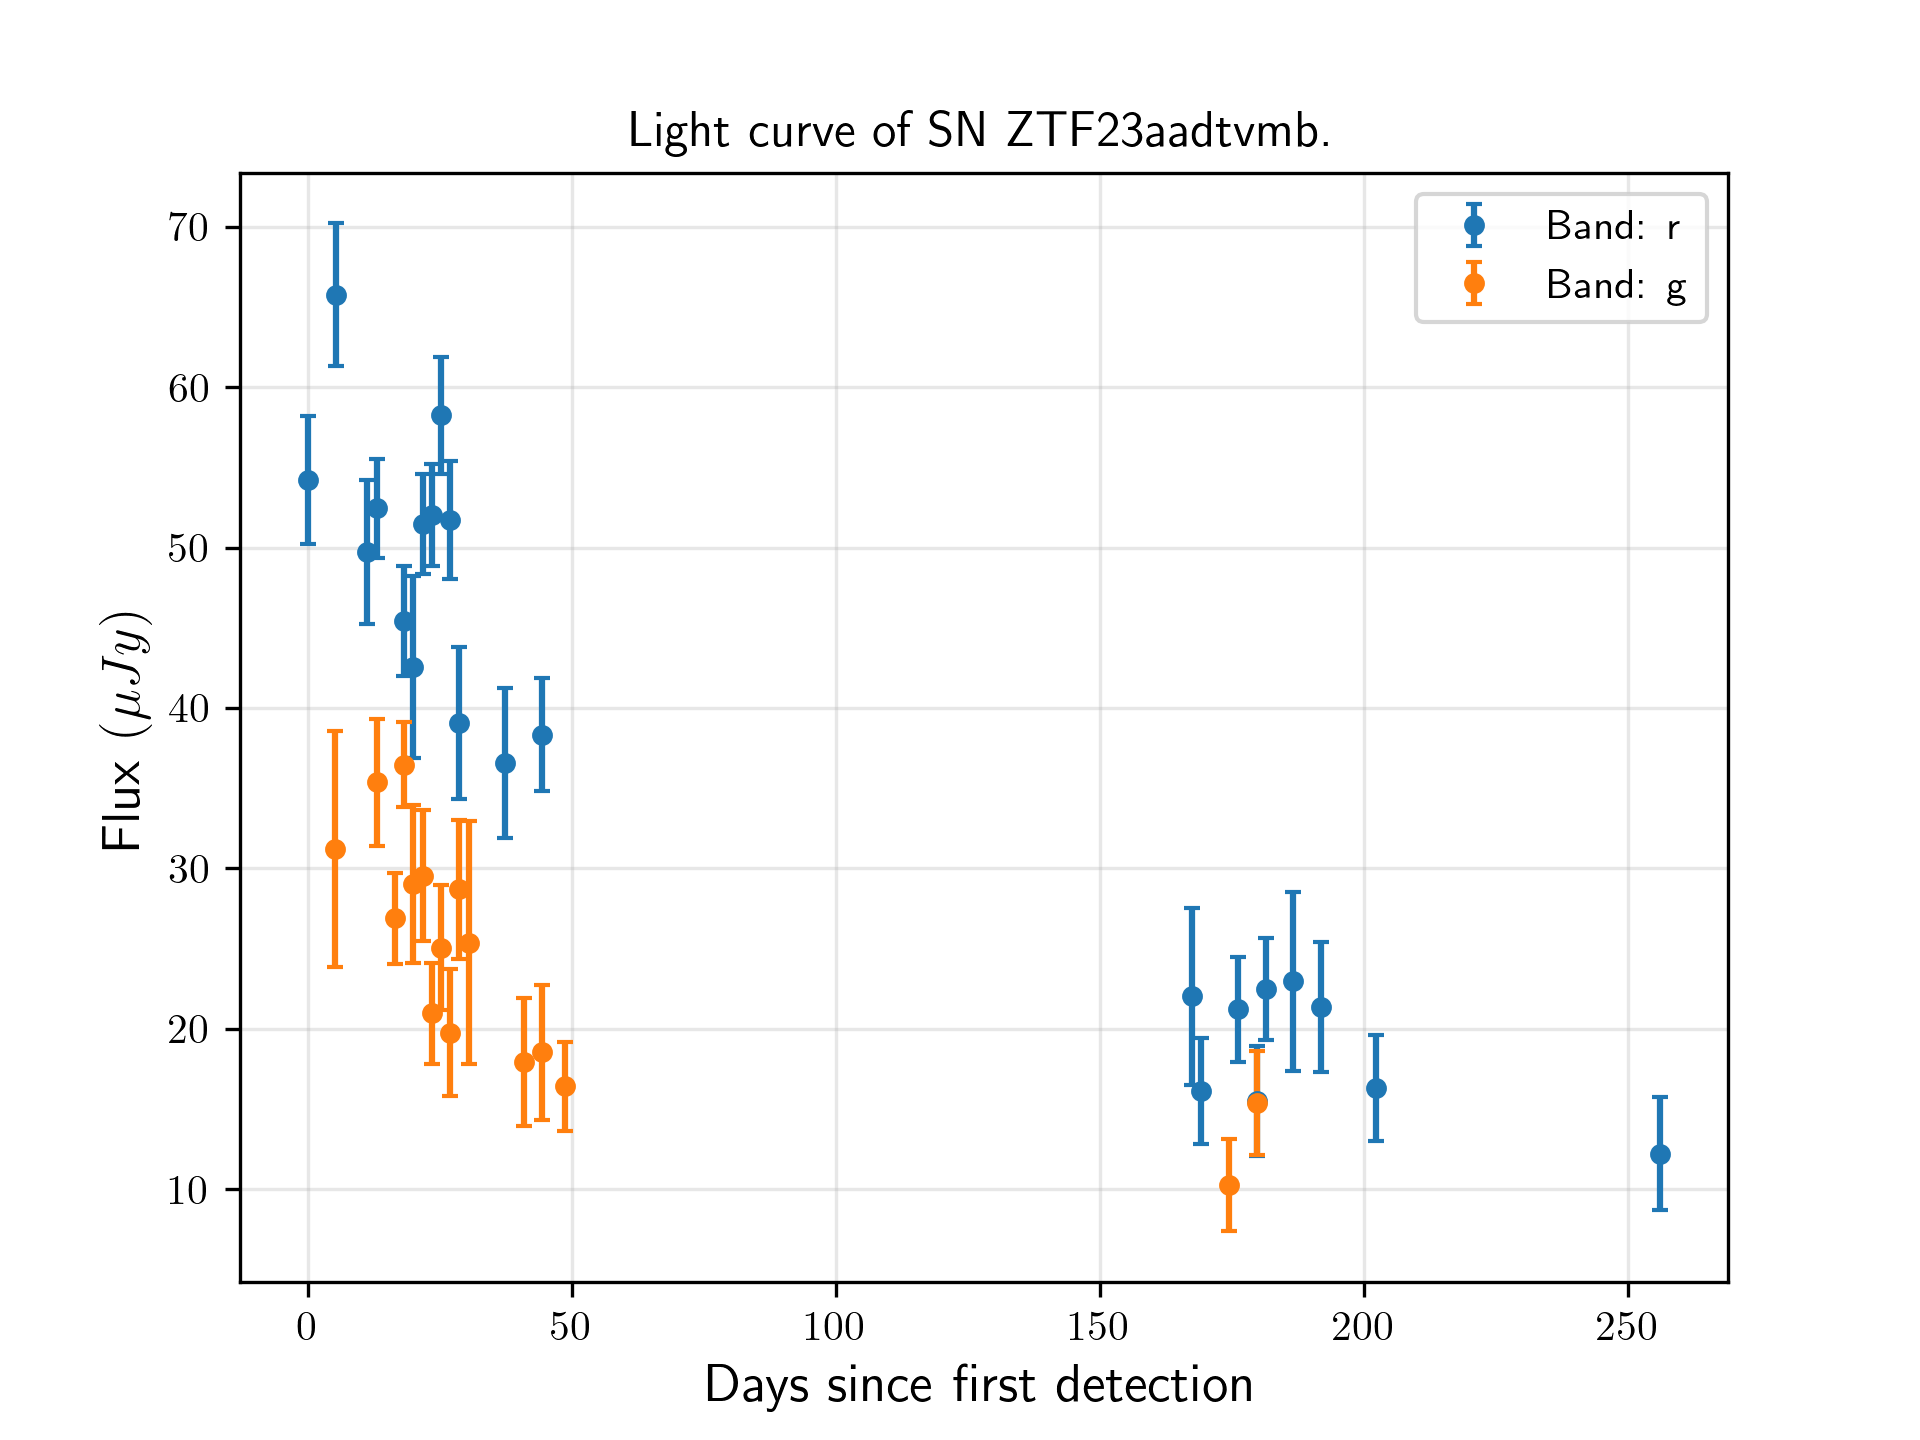 Light curve of SN ZTF23aadtvmb.
Band: r
Band: g
70
60
50
40
30
20
10
Flux (μJy)
0 50 100 150 200 250
Days since first detection